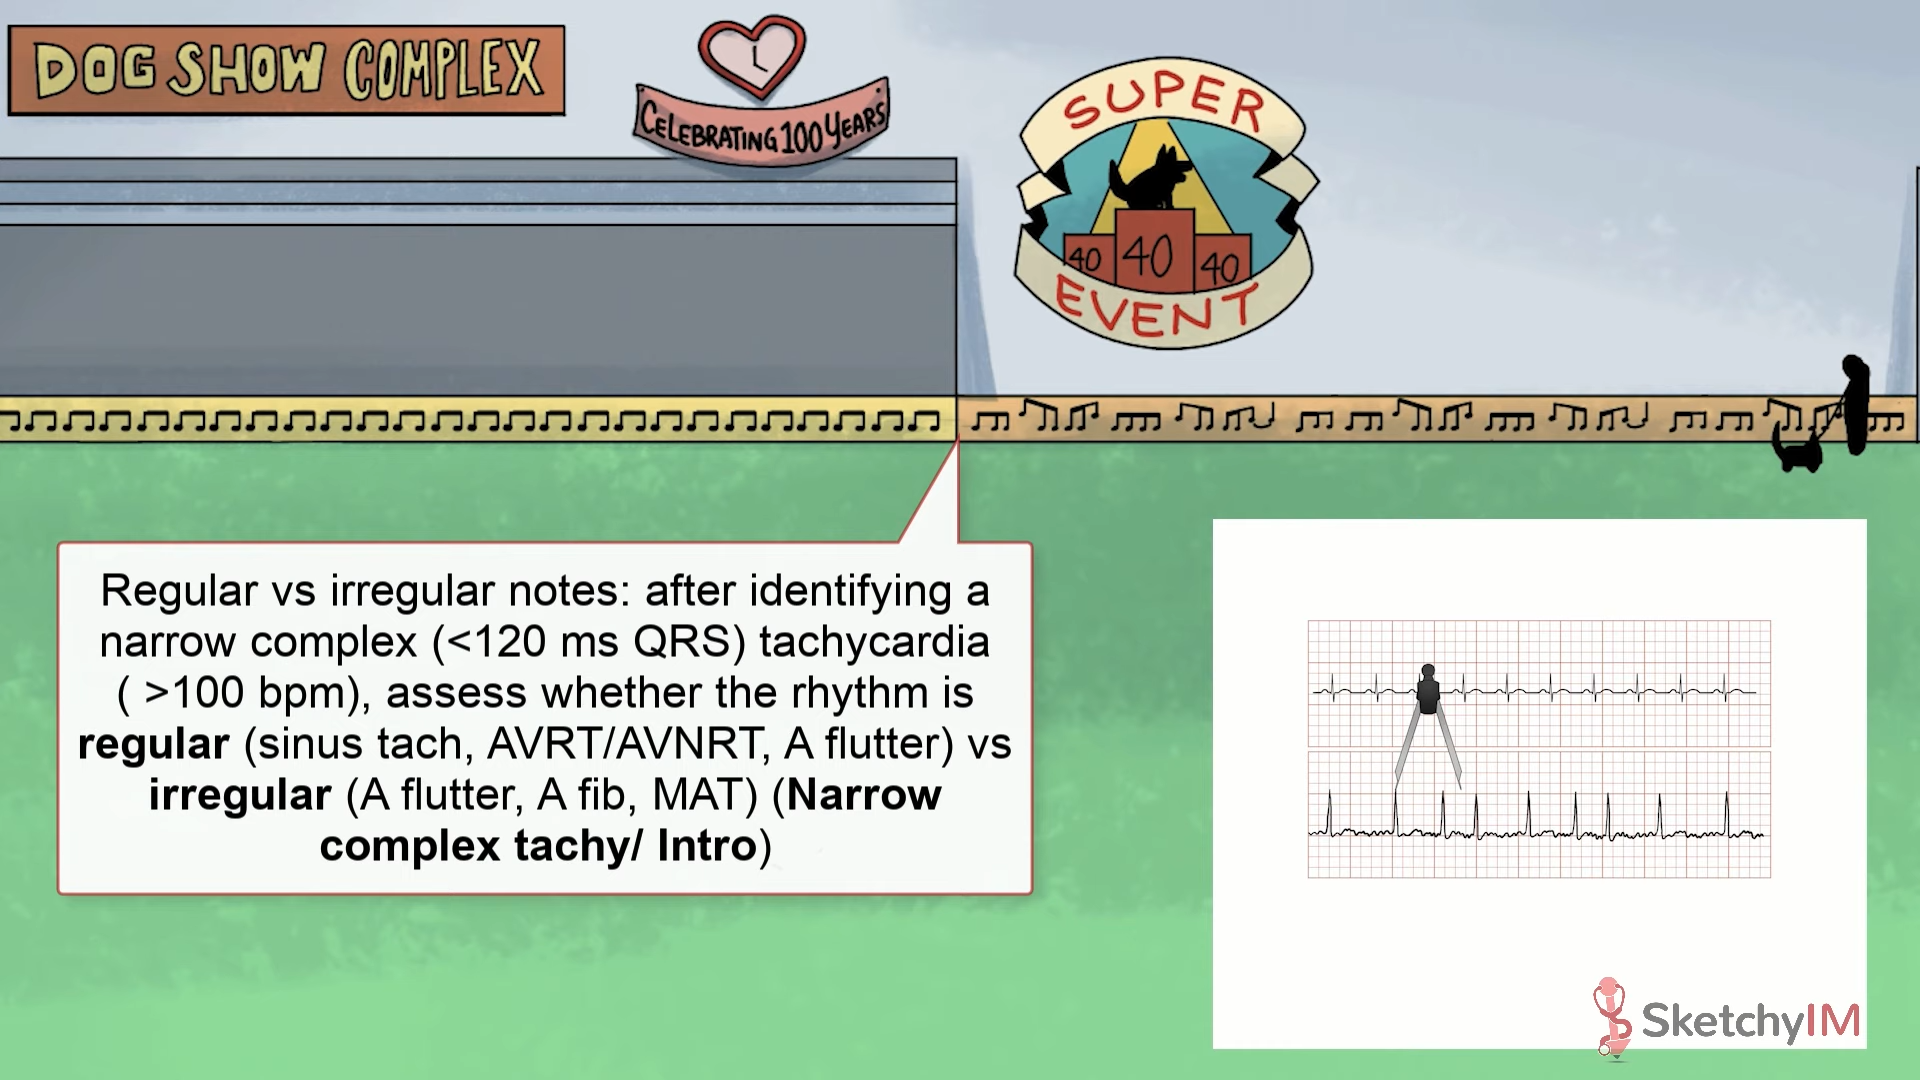 DOG SHOW COMPLEX
CELEBRATING 100 YEARS
SUPER
40 40 40
EVENT
Regular vs irregular notes: after identifying a
narrow complex (<120 ms QRS) tachycardia
( >100 bpm), assess whether the rhythm is
regular (sinus tach, AVRT/AVNRT, A flutter) vs
irregular (A flutter, A fib, MAT) (Narrow
complex tachy/ Intro)
SketchyIM